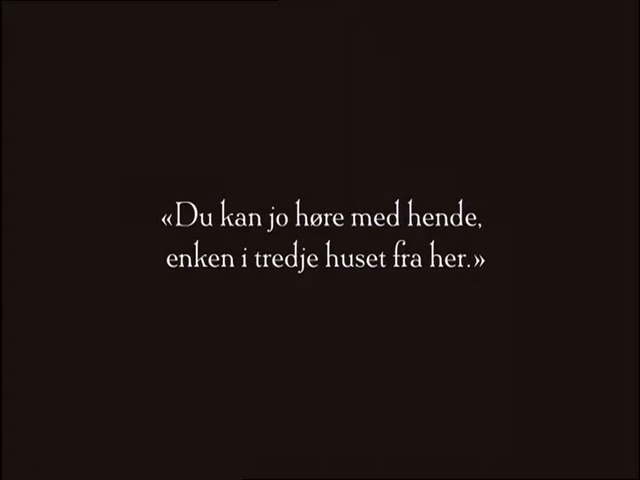 «Du kan jo høre med hende,
enken i tredje huset fra her.»